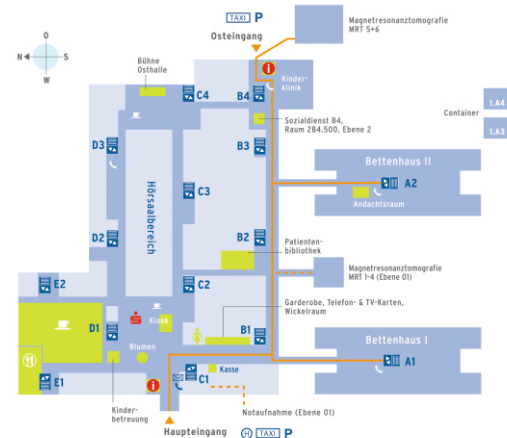 TAXI P
Osteingang
Magnetresonanztomografie
MRT 5+6
O
N S
W
Bühne
Osthalle
C4
B4
i
Kinder-
klinik
Sozialdienst B4,
Raum 2B4.500, Ebene 2
Container
1.A4
1.A3
D3
B3
Bettenhaus II
A2
Andachtsraum
Hörsaalbereich
C3
D2
B2
Patienten-
bibliothek
Magnetresonanztomografie
MRT 1-4 (Ebene 01)
E2
C2
Garderobe, Telefon- & TV-Karten,
Wickelraum
D1
Kiosk
B1
Bettenhaus I
Blumen
A1
Kasse
E1
C1
i
Kinder-
betreuung
Notaufnahme (Ebene 01)
Haupteingang
H TAXI P